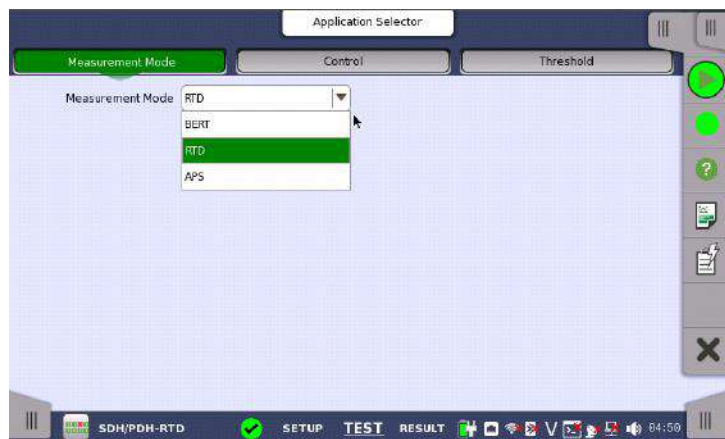 Application Selector
Measurement Mode
Control
Threshold
Measurement Mode RTD
BERT
RTD
APS
?
SDH/PDH-RTD SETUP TEST RESULT V 04:50